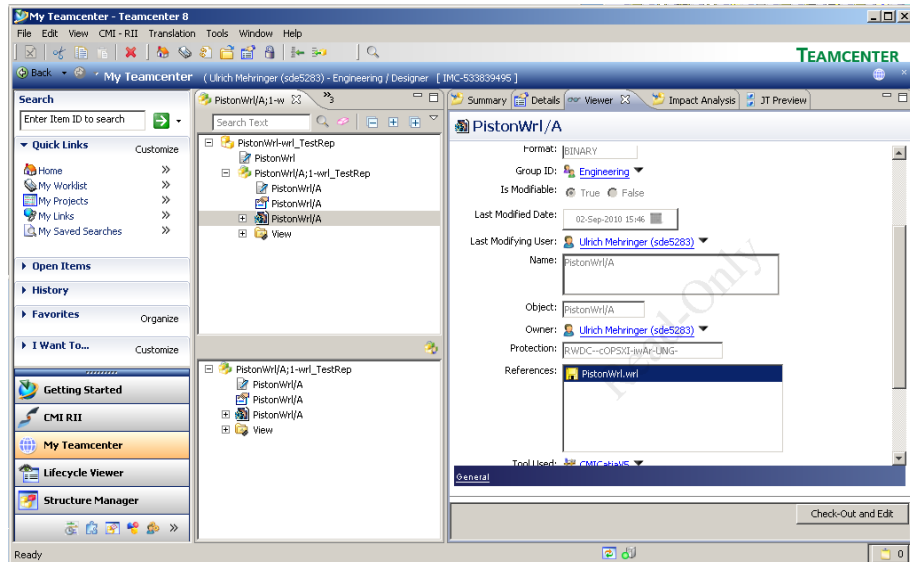 My Teamcenter - Teamcenter 8
File Edit View CMI - RII Translation Tools Window Help
TEAMCENTER
Back My Teamcenter ( Ulrich Mehringer (sde5283) - Engineering / Designer [ IMC-533839495 ]
Search
Enter Item ID to search
Quick Links Customize
Home
My Worklist
My Projects
My Links
My Saved Searches
Open Items
History
Favorites Organize
I Want To... Customize
Getting Started
CMI RII
My Teamcenter
Lifecycle Viewer
Structure Manager
PistonWrl/A;1-w
3
Search Text
PistonWrl-wrl_TestRep
PistonWrl
PistonWrl/A;1-wrl_TestRep
PistonWrl/A
PistonWrl/A
PistonWrl/A
View
PistonWrl/A;1-wrl_TestRep
PistonWrl/A
PistonWrl/A
PistonWrl/A
View
Summary Details Viewer Impact Analysis JT Preview
PistonWrl/A
Format: BINARY
Group ID: Engineering
Is Modifiable: True False
Last Modified Date: 02-Sep-2010 15:46
Last Modifying User: Ulrich Mehringer (sde5283)
Name: PistonWrl/A
Object: PistonWrl/A
Owner: Ulrich Mehringer (sde5283)
Protection: RWDC--cOPSXI-iwAr-UNG-
References: PistonWrl.wrl
Read-Only
Tool Used: CMICatiaV5
General
Check-Out and Edit
Ready
0